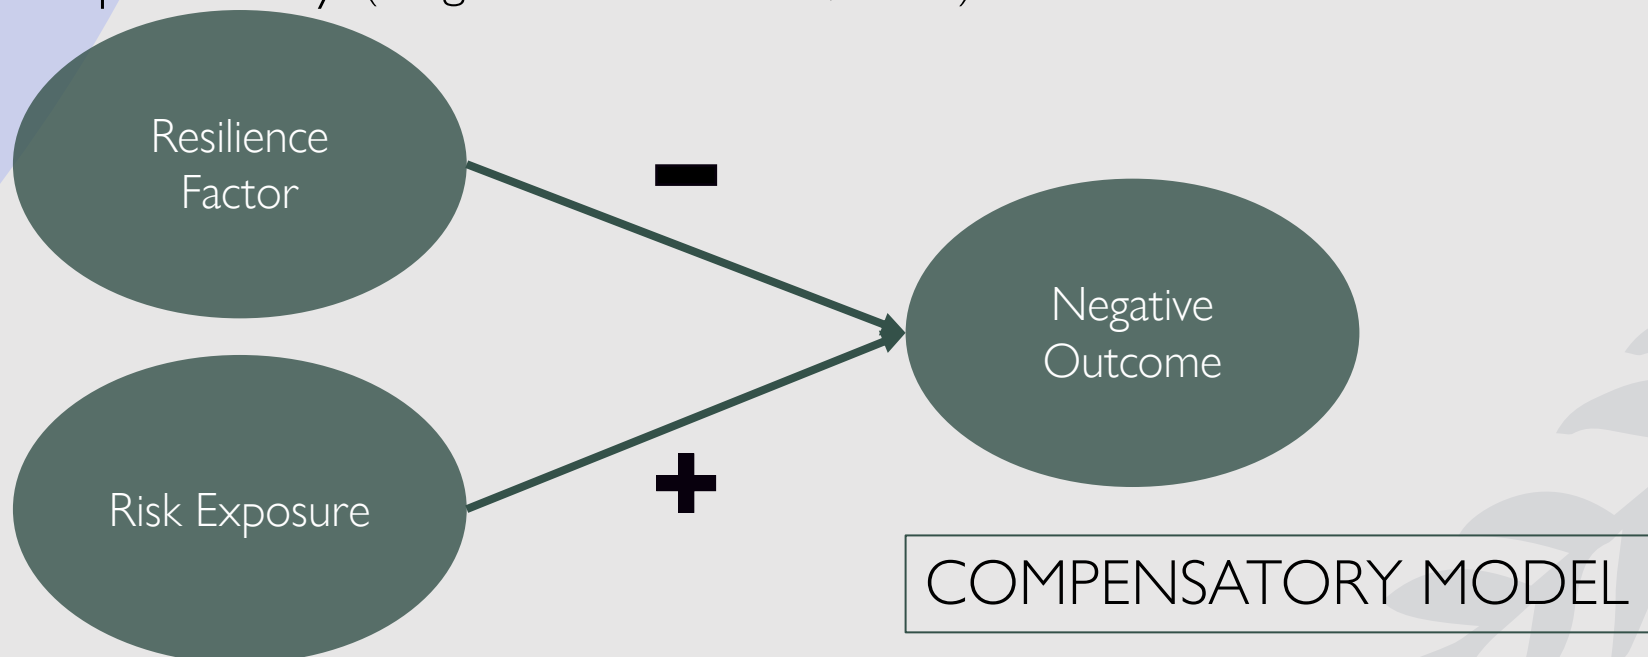 Resilience
Factor
−
Negative
Outcome
Risk Exposure
+
COMPENSATORY MODEL